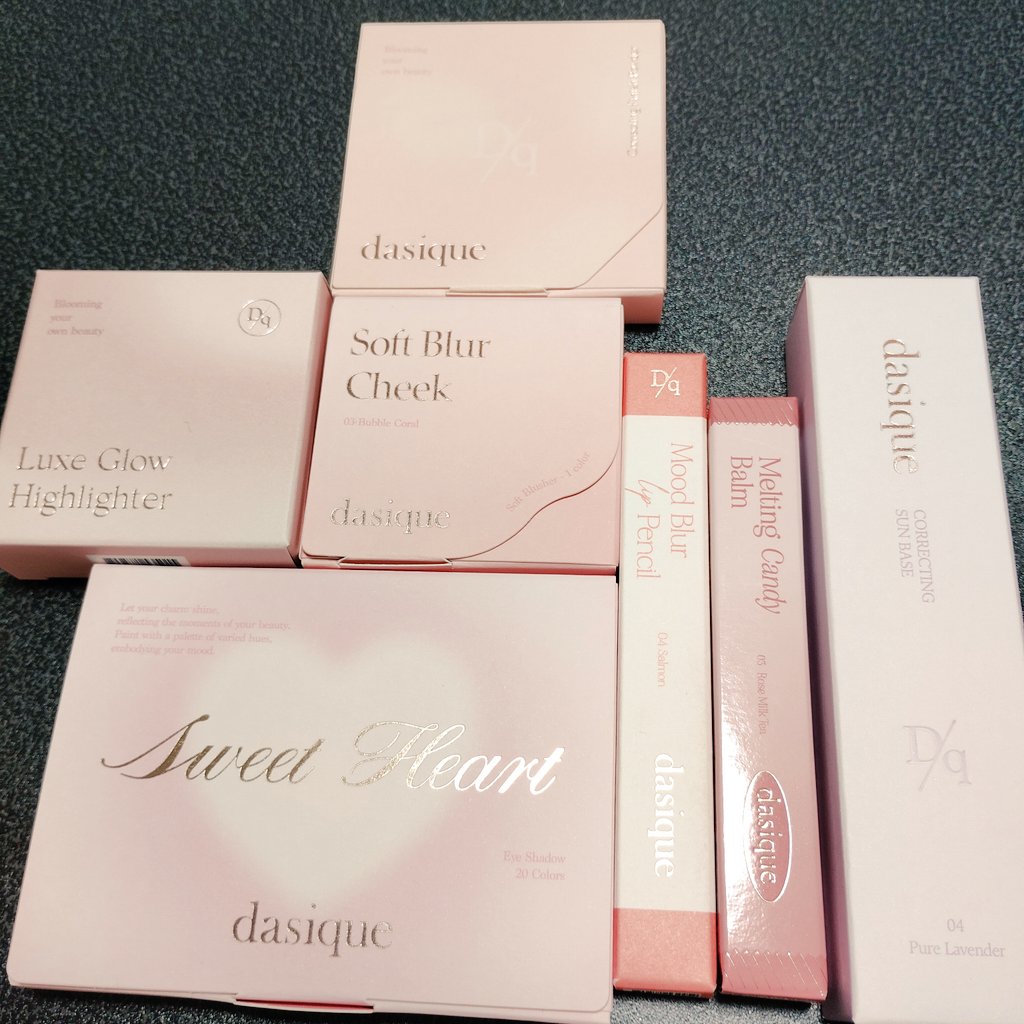 Blooming
your
own beauty
D/q
dasique
Blooming
your
own beauty
D/q
Luxe Glow
Highlighter
Soft Blur
Cheek
03 Bubble Coral
Soft Blusher - 1 color
dasique
Let your charm shine,
reflecting the moments of your beauty.
Paint with a palette of varied hues,
embodying your mood.
Sweet Heart
Eye Shadow
20 Colors
dasique
D/q
Mood Blur
Lip Pencil
04 Salmon
dasique
Melting Candy
Balm
05 Rose Milk Tea
dasique
dasique
CORRECTING
SUN BASE
D/q
04
Pure Lavender